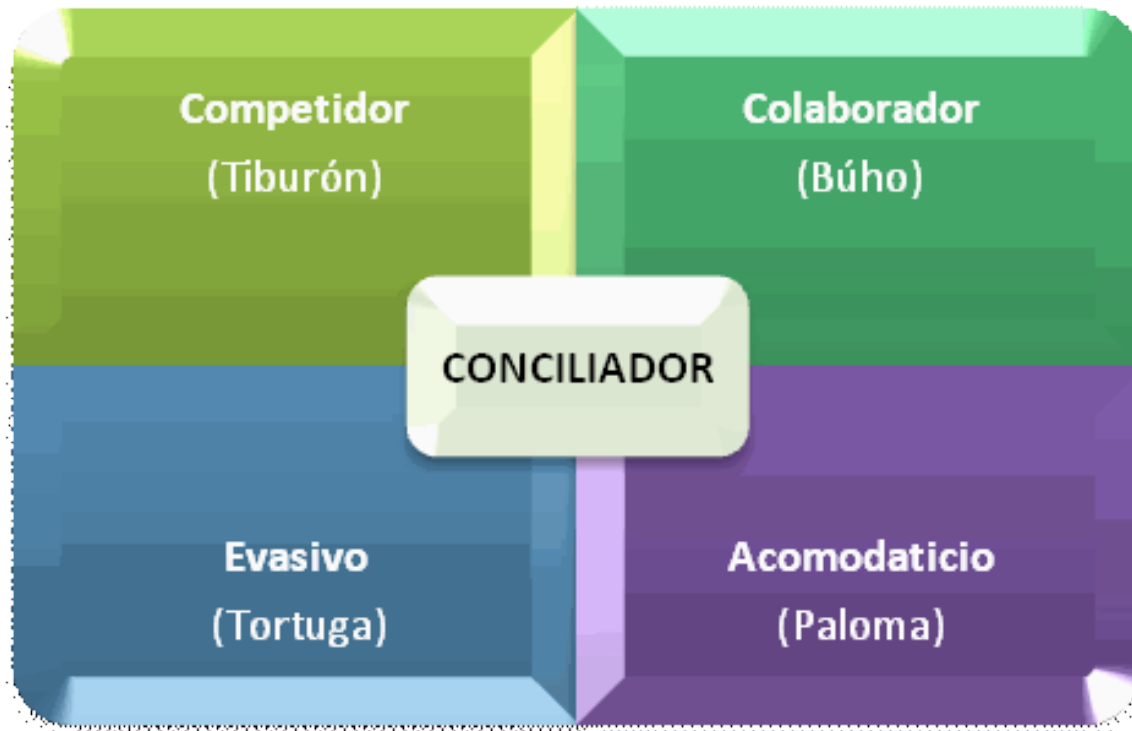 Competidor
(Tiburón)
Colaborador
(Búho)
CONCILIADOR
Evasivo
(Tortuga)
Acomodaticio
(Paloma)